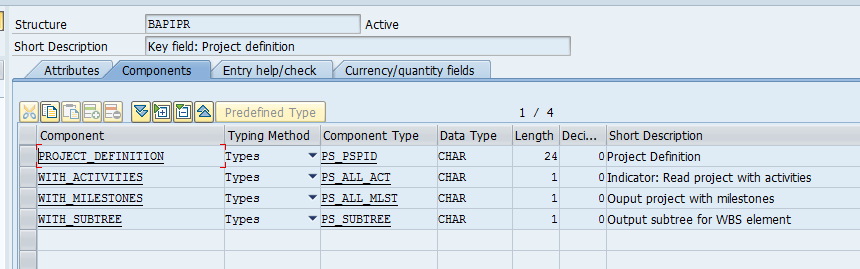 Structure BAPIPR Active
Short Description Key field: Project definition
Attributes Components Entry help/check Currency/quantity fields
Predefined Type 1 / 4
Component Typing Method Component Type Data Type Length Deci... Short Description
PROJECT_DEFINITION Types PS_PSPID CHAR 24 0 Project Definition
WITH_ACTIVITIES Types PS_ALL_ACT CHAR 1 0 Indicator: Read project with activities
WITH_MILESTONES Types PS_ALL_MLST CHAR 1 0 Ouput project with milestones
WITH_SUBTREE Types PS_SUBTREE CHAR 1 0 Output subtree for WBS element